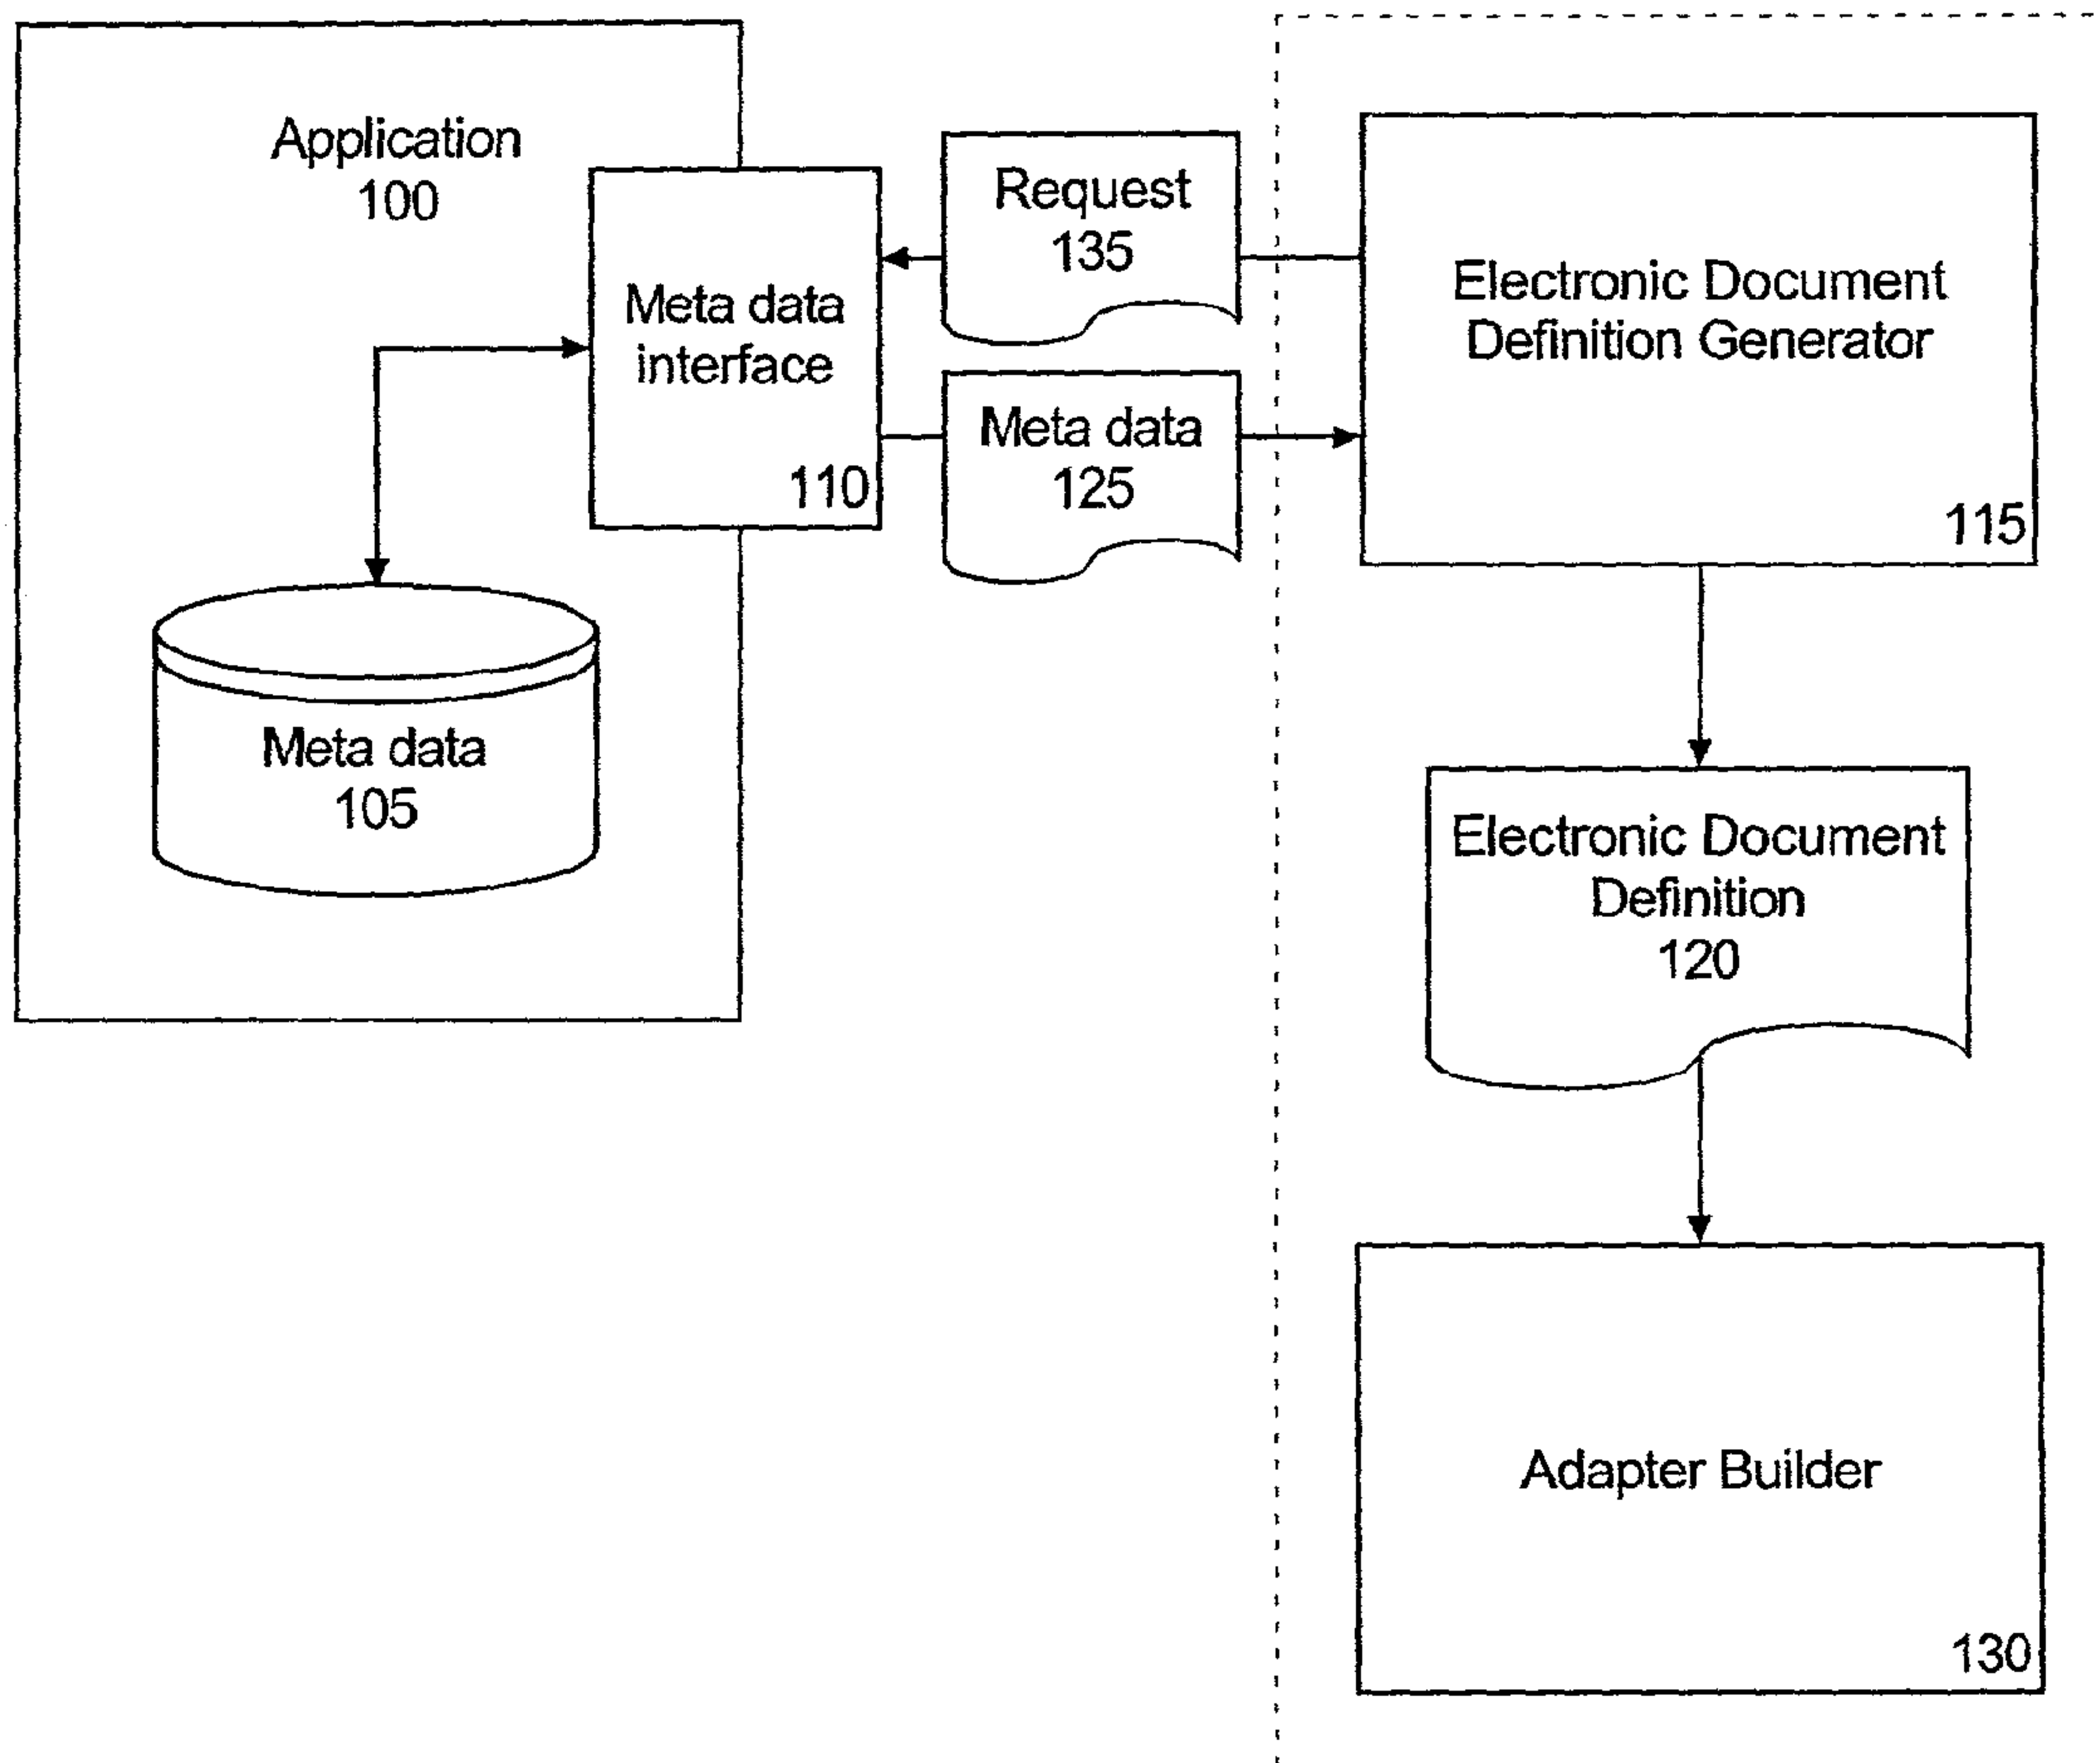 Application
100
Meta data
interface
110
Request
135
Meta data
125
Electronic Document
Definition Generator
115
Meta data
105
Electronic Document
Definition
120
Adapter Builder
130